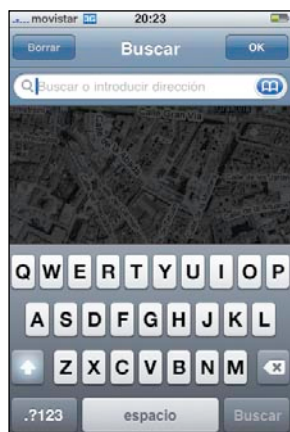 movistar 3G 20:23
Borrar Buscar OK
Buscar o introducir dirección
Q W E R T Y U I O P
A S D F G H J K L
Z X C V B N M
.?123 espacio Buscar